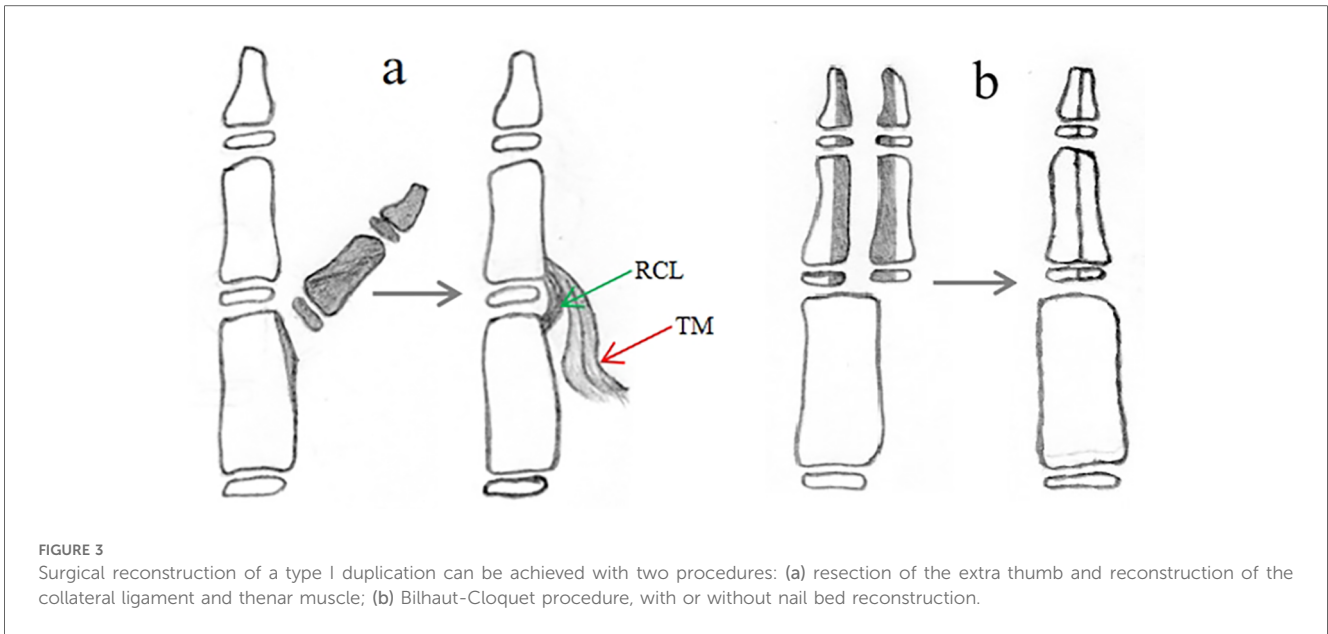 a
b
RCL
TM
FIGURE 3
Surgical reconstruction of a type I duplication can be achieved with two procedures: (a) resection of the extra thumb and reconstruction of the
collateral ligament and thenar muscle; (b) Bilhaut-Cloquet procedure, with or without nail bed reconstruction.